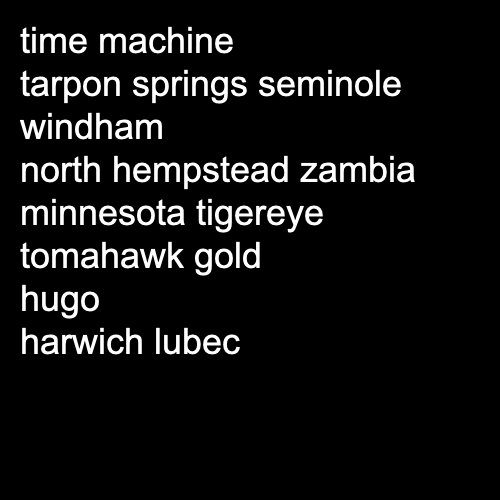 time machine
tarpon springs seminole
windham
north hempstead zambia
minnesota tigereye
tomahawk gold
hugo
harwich lubec